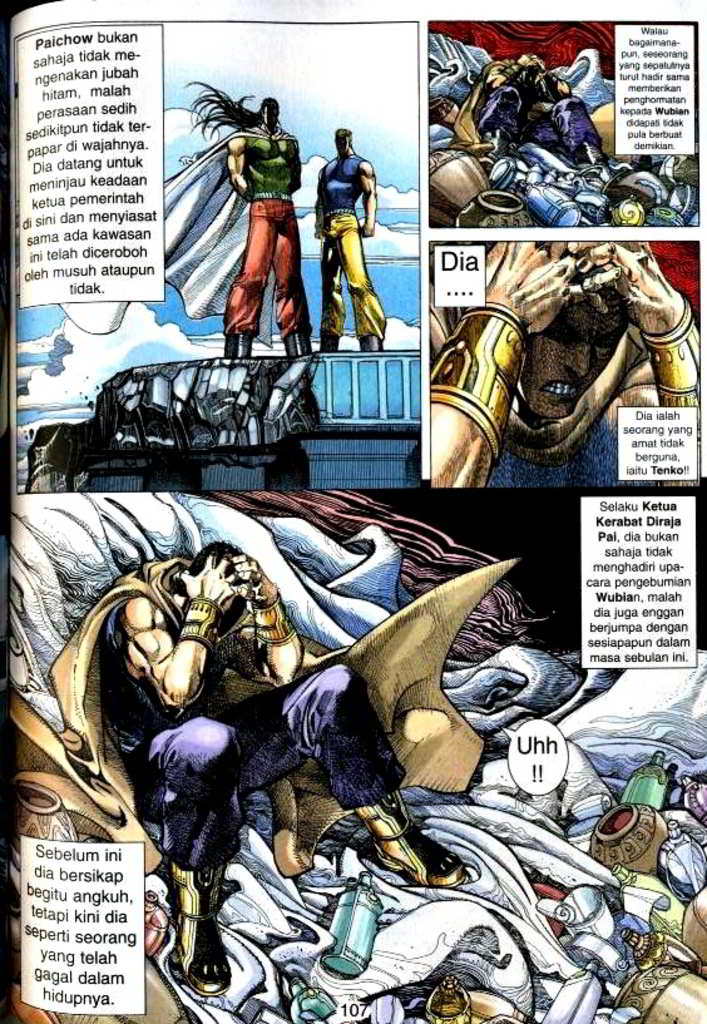 Paichow bukan
sahaja tidak me-
ngenakan jubah
hitam, malah
perasaan sedih
sedikitpun tidak ter-
papar di wajahnya.
Dia datang untuk
meninjau keadaan
ketua pemerintah
di sini dan menyiasat
sama ada kawasan
ini telah diceroboh
oleh musuh ataupun
tidak.
Walau
bagaimana-
pun, seseorang
yang sepatutnya
turut hadir sama
memberikan
penghormatan
kepada Wubian
didapati tidak
pula berbuat
demikian.
Dia
....
Dia ialah
seorang yang
amat tidak
berguna,
iaitu Tenko!!
Selaku Ketua
Kerabat Diraja
Pai, dia bukan
sahaja tidak
menghadiri upa-
cara pengebumian
Wubian, malah
dia juga enggan
berjumpa dengan
sesiapapun dalam
masa sebulan ini.
Uhh
!!
Sebelum ini
dia bersikap
begitu angkuh,
tetapi kini dia
seperti seorang
yang telah
gagal dalam
hidupnya.
107